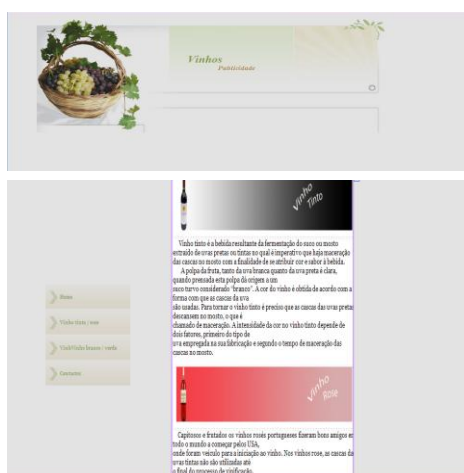 Vinhos
Publicidade
Vinho
Tinto
Vinho tinto é a bebida resultante da fermentação do suco ou mosto
extraído de uvas pretas ou tintas no qual é imperativo que haja maceração
das cascas no mosto com a finalidade de se atribuir cor e sabor à bebida.
A polpa da fruta, tanto da uva branca quanto da uva preta é clara,
quando prensada esta polpa dá origem a um
suco turvo considerado "branco". A cor do vinho é obtida de acordo com a
forma com que as cascas da uva
são usadas. Para tornar o vinho tinto é preciso que as cascas das uvas pretas
descansem no mosto, o que é
chamado de maceração. A intensidade da cor no vinho tinto depende de
dois fatores, primeiro do tipo de
uva empregada na sua fabricação e segundo o tempo de maceração das
cascas no mosto.
Home
Vinho tinto / rose
Vinho branco / verde
Contacto
Vinho
Rose
Capitosos e frutados os vinhos rosés portugueses fizeram bons amigos em
todo o mundo a começar pelos USA,
onde foram veículo para a iniciação ao vinho. Nos vinhos rose, as cascas da
uvas tintas não são utilizadas até
o final do processo de vinificação.